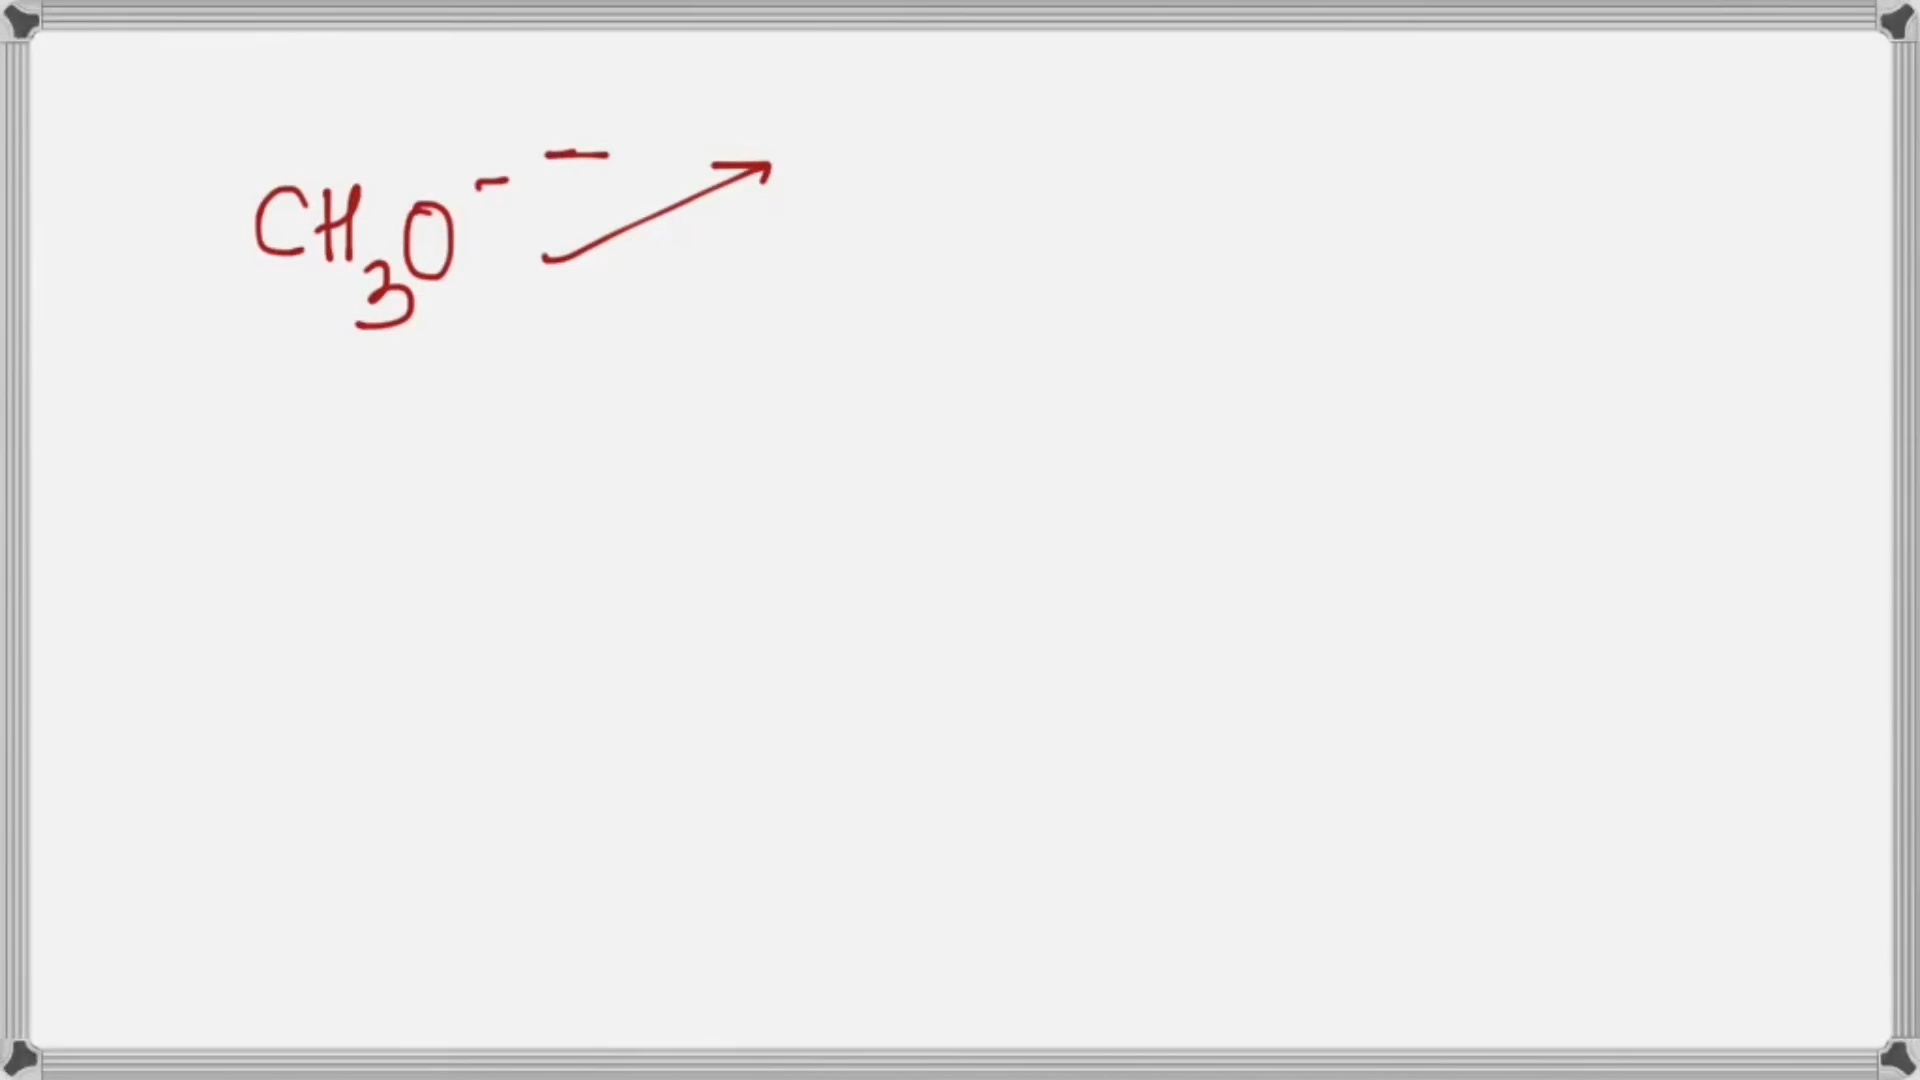 CH₃O⁻ — →